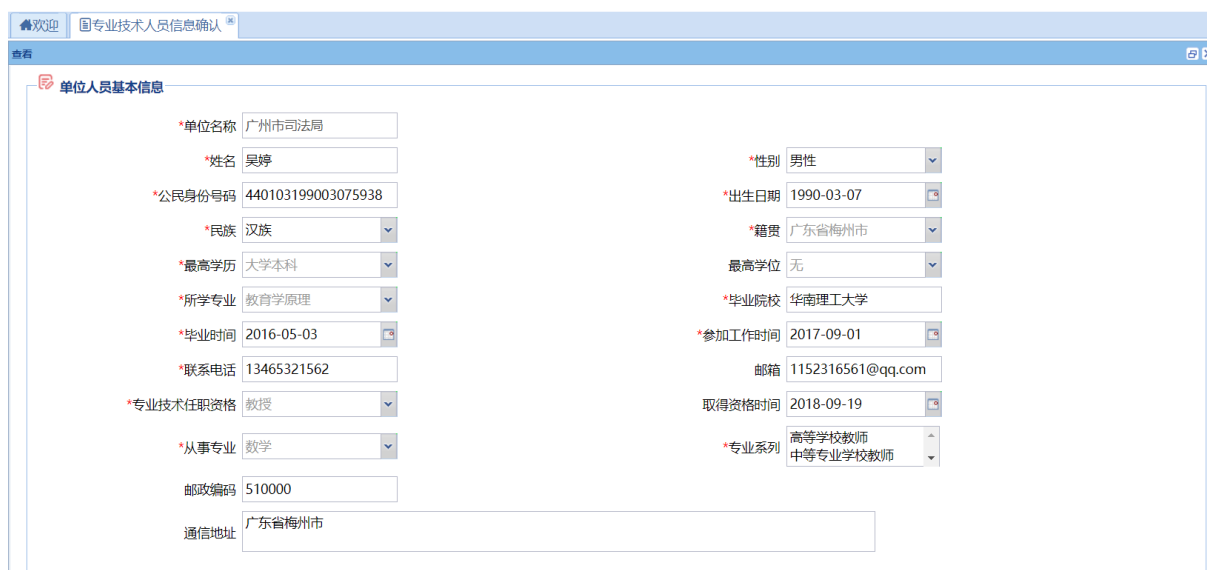 欢迎 专业技术人员信息确认
查看
单位人员基本信息
*单位名称 广州市司法局
*姓名 吴婷 *性别 男性
*公民身份号码 440103199003075938 *出生日期 1990-03-07
*民族 汉族 *籍贯 广东省梅州市
*最高学历 大学本科 最高学位 无
*所学专业 教育学原理 *毕业院校 华南理工大学
*毕业时间 2016-05-03 *参加工作时间 2017-09-01
*联系电话 13465321562 邮箱 1152316561@qq.com
*专业技术任职资格 教授 取得资格时间 2018-09-19
*从事专业 数学 *专业系列 高等学校教师
中等专业学校教师
邮政编码 510000
通信地址 广东省梅州市